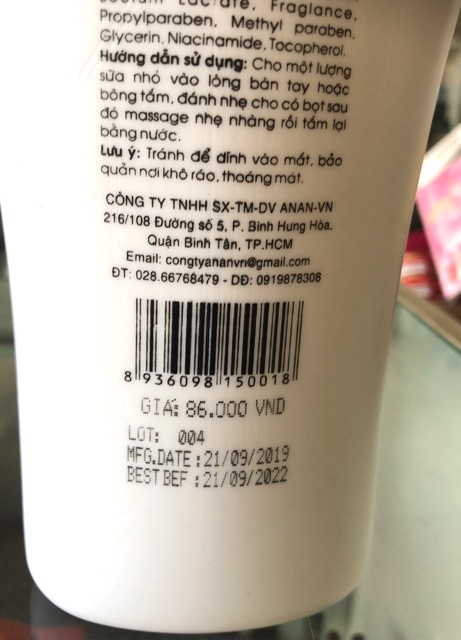 Lactate, Fraglance,
Propylparaben, Methyl paraben,
Glycerin, Niacinamide, Tocopherol.
Hướng dẫn sử dụng: Cho một lượng
sữa nhỏ vào lòng bàn tay hoặc
bông tắm, đánh nhẹ cho có bọt sau
đó massage nhẹ nhàng rồi tắm lại
bằng nước.
Lưu ý: Tránh để dính vào mắt, bảo
quản nơi khô ráo, thoáng mát.
CÔNG TY TNHH SX-TM-DV ANAN-VN
216/108 Đường số 5, P. Bình Hưng Hòa,
Quận Bình Tân, TP.HCM
Email: congtyananvn@gmail.com
ĐT: 028.66768479 - DĐ: 0919878308
8 936098 150018
GIÁ: 86.000 VND
LOT: 004
MFG.DATE :21/09/2019
BEST BEF :21/09/2022